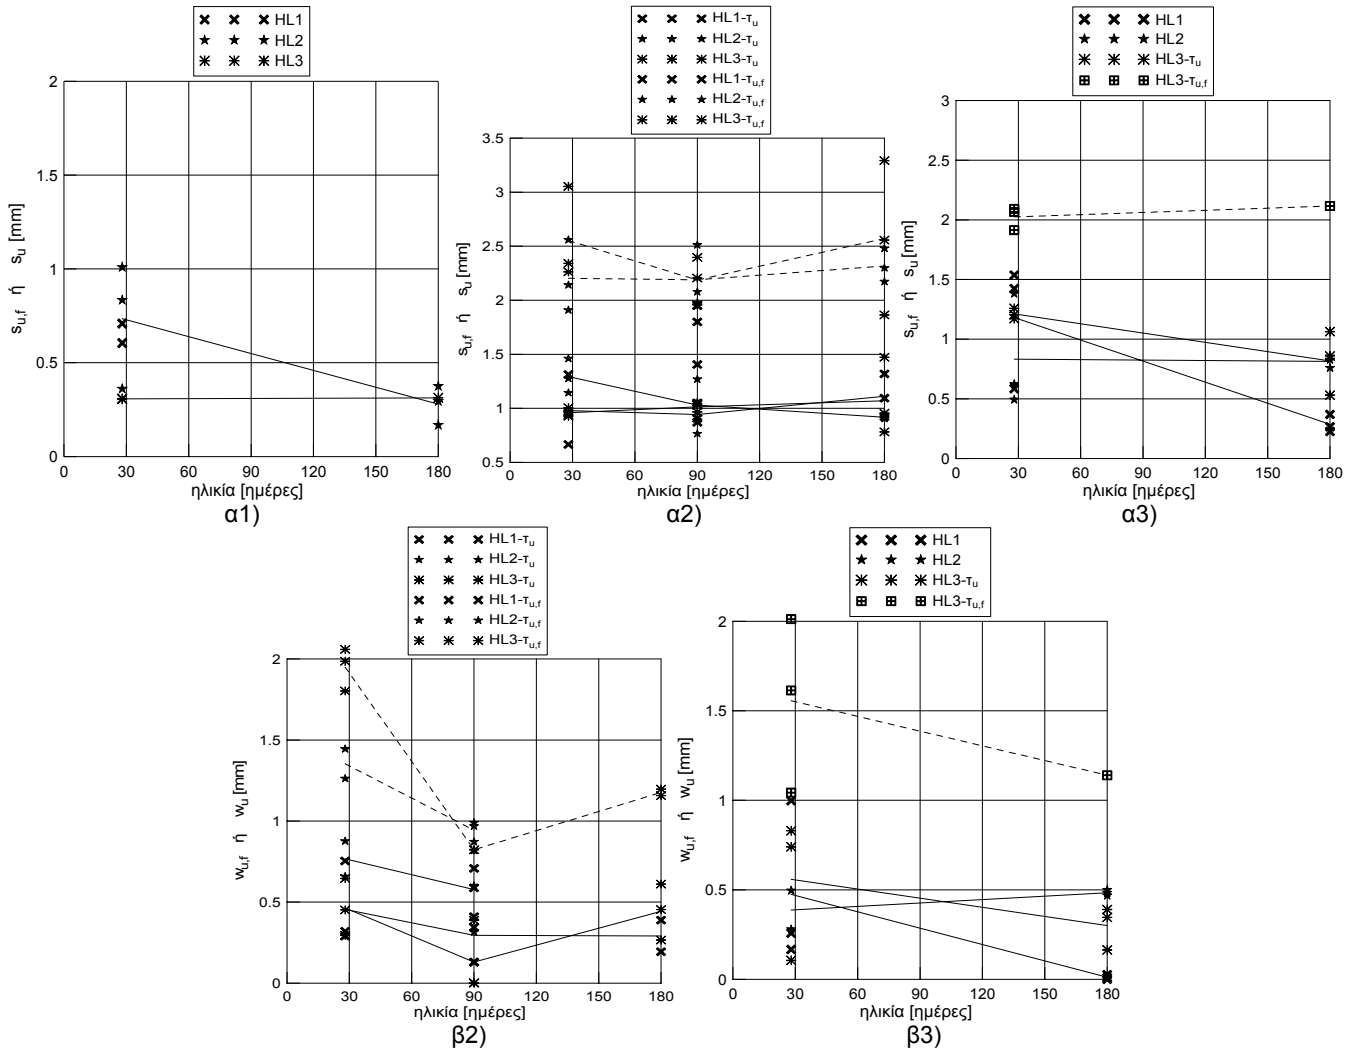 HL1
HL2
HL3
2
1.5
1
0.5
0
s_u,f ή s_u [mm]
0 30 60 90 120 150 180
ηλικία [ημέρες]
α1)
HL1-τ_u
HL2-τ_u
HL3-τ_u
HL1-τ_u,f
HL2-τ_u,f
HL3-τ_u,f
3.5
3
2.5
2
1.5
1
0.5
s_u,f ή s_u [mm]
0 30 60 90 120 150 180
ηλικία [ημέρες]
α2)
HL1
HL2
HL3-τ_u
HL3-τ_u,f
3
2.5
2
1.5
1
0.5
0
s_u,f ή s_u [mm]
0 30 60 90 120 150 180
ηλικία [ημέρες]
α3)
HL1-τ_u
HL2-τ_u
HL3-τ_u
HL1-τ_u,f
HL2-τ_u,f
HL3-τ_u,f
2
1.5
1
0.5
0
w_u,f ή w_u [mm]
0 30 60 90 120 150 180
ηλικία [ημέρες]
β2)
HL1
HL2
HL3-τ_u
HL3-τ_u,f
2
1.5
1
0.5
0
w_u,f ή w_u [mm]
0 30 60 90 120 150 180
ηλικία [ημέρες]
β3)